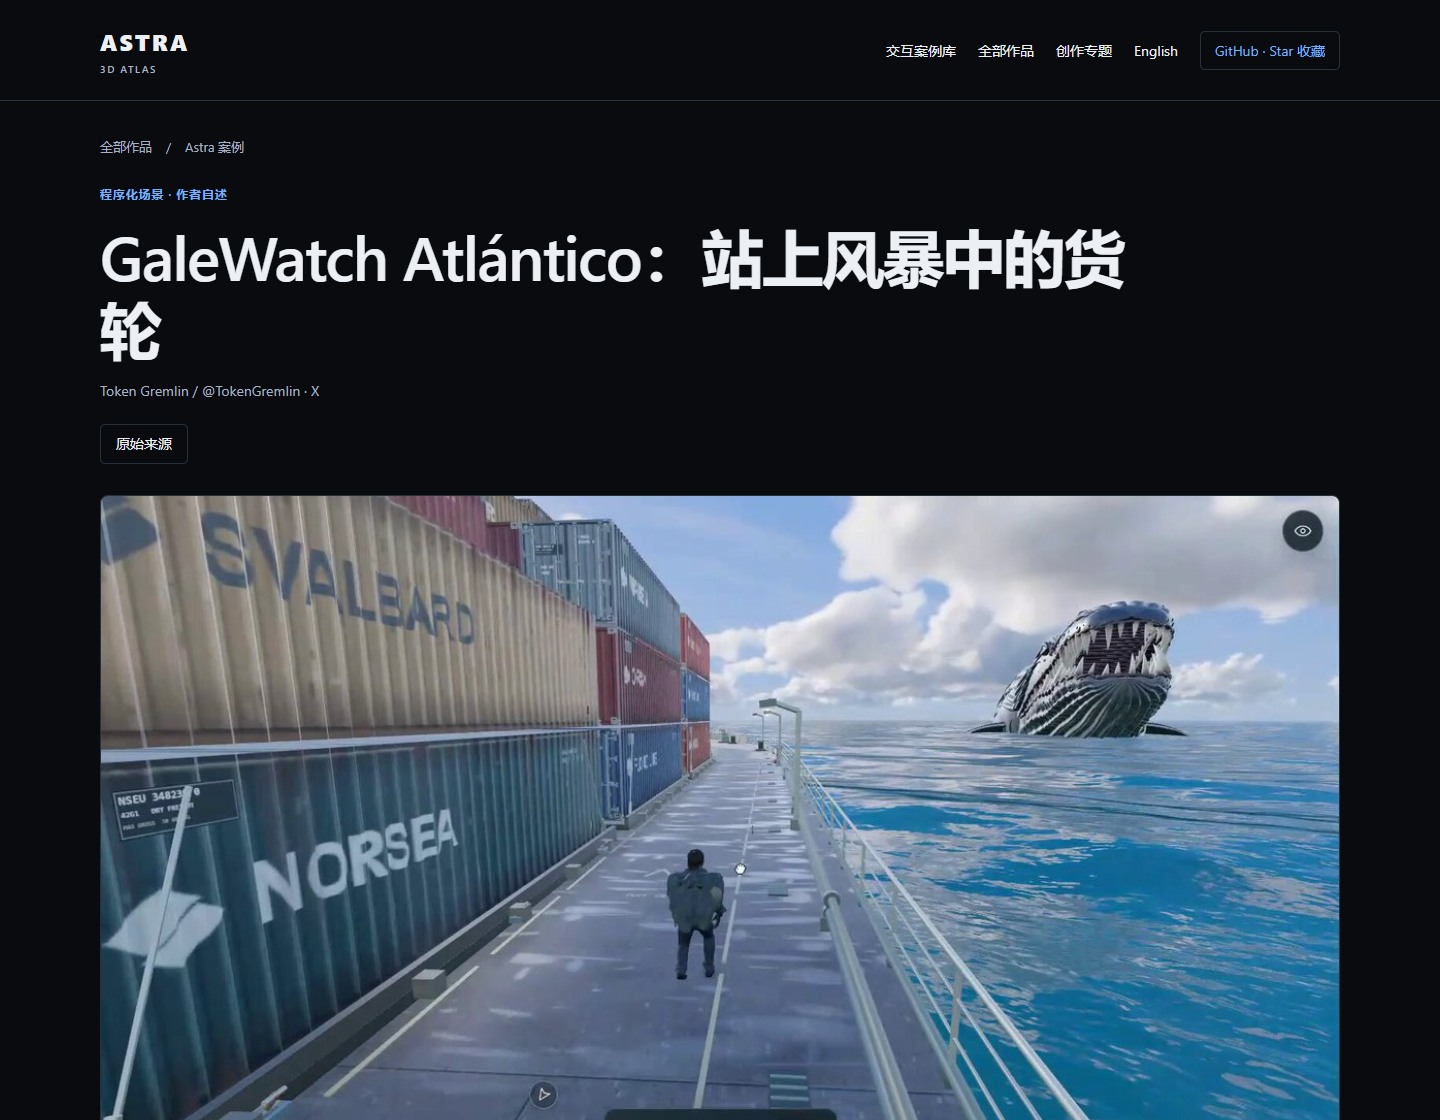 ASTRA
3D ATLAS
交互案例库
全部作品
创作专题
English
GitHub · Star 收藏
全部作品 / Astra 案例
程序化场景 · 作者自述
GaleWatch Atlántico：站上风暴中的货
轮
Token Gremlin / @TokenGremlin · X
原始来源
SVALBARD
NORSEA